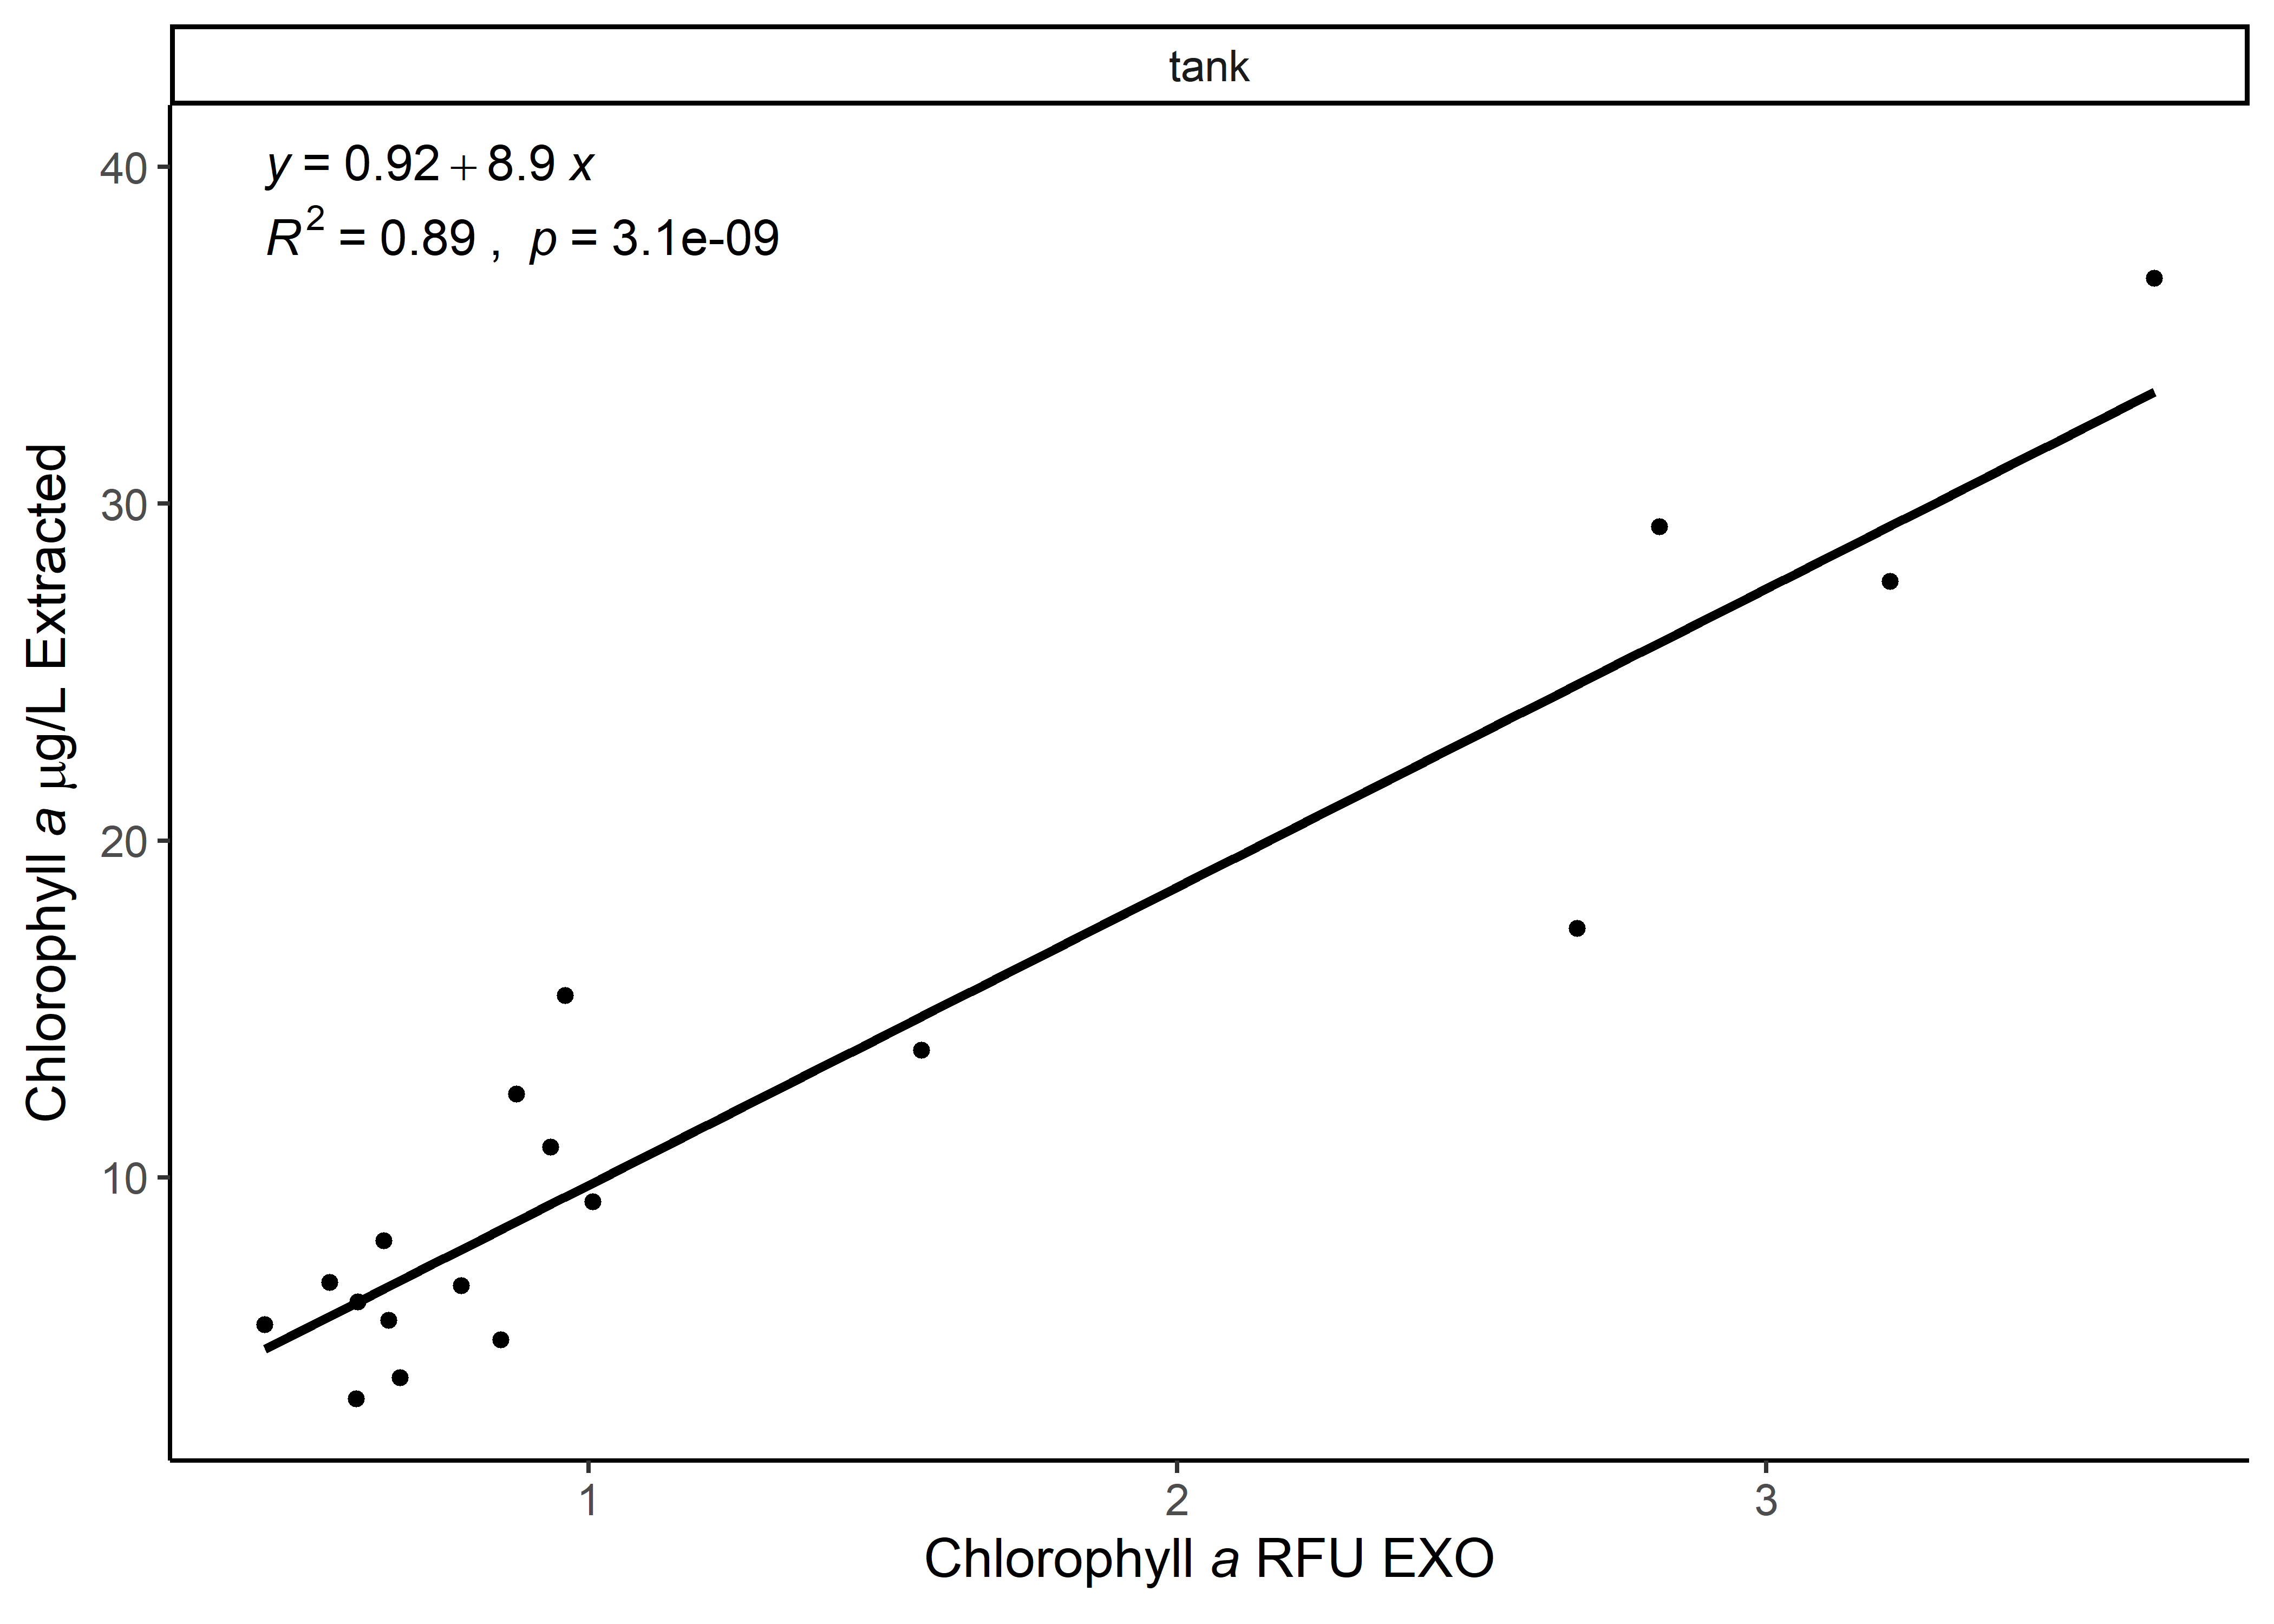 tank
y = 0.92 + 8.9 x
R² = 0.89 , p = 3.1e-09
40
30
20
10
Chlorophyll a µg/L Extracted
1 2 3
Chlorophyll a RFU EXO